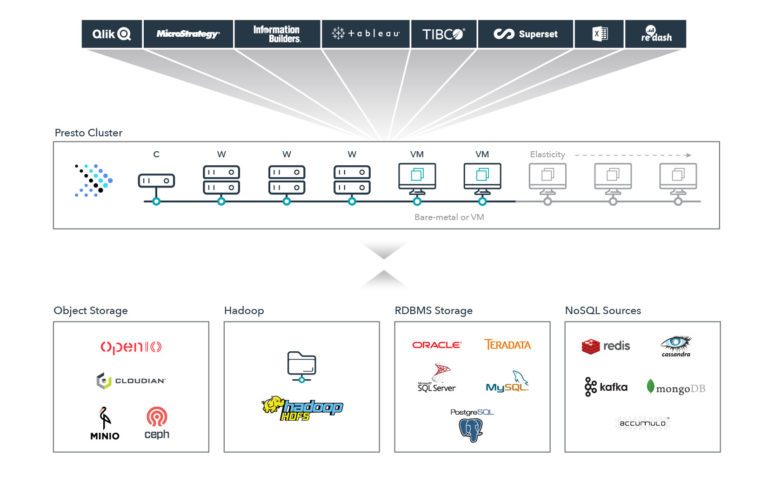 Qlik
MicroStrategy
Information
Builders.
+ableau
TIBCO
Superset
X
re:dash
Presto Cluster
C
W
W
W
VM
VM
Elasticity
Bare-metal or VM
Object Storage
Hadoop
RDBMS Storage
NoSQL Sources
OPENIO
CLOUDIAN
MINIO
ceph
hadoop
HDFS
ORACLE
TERADATA
Microsoft
SQL Server
MySQL
PostgreSQL
redis
cassandra
kafka
mongoDB
accumulo